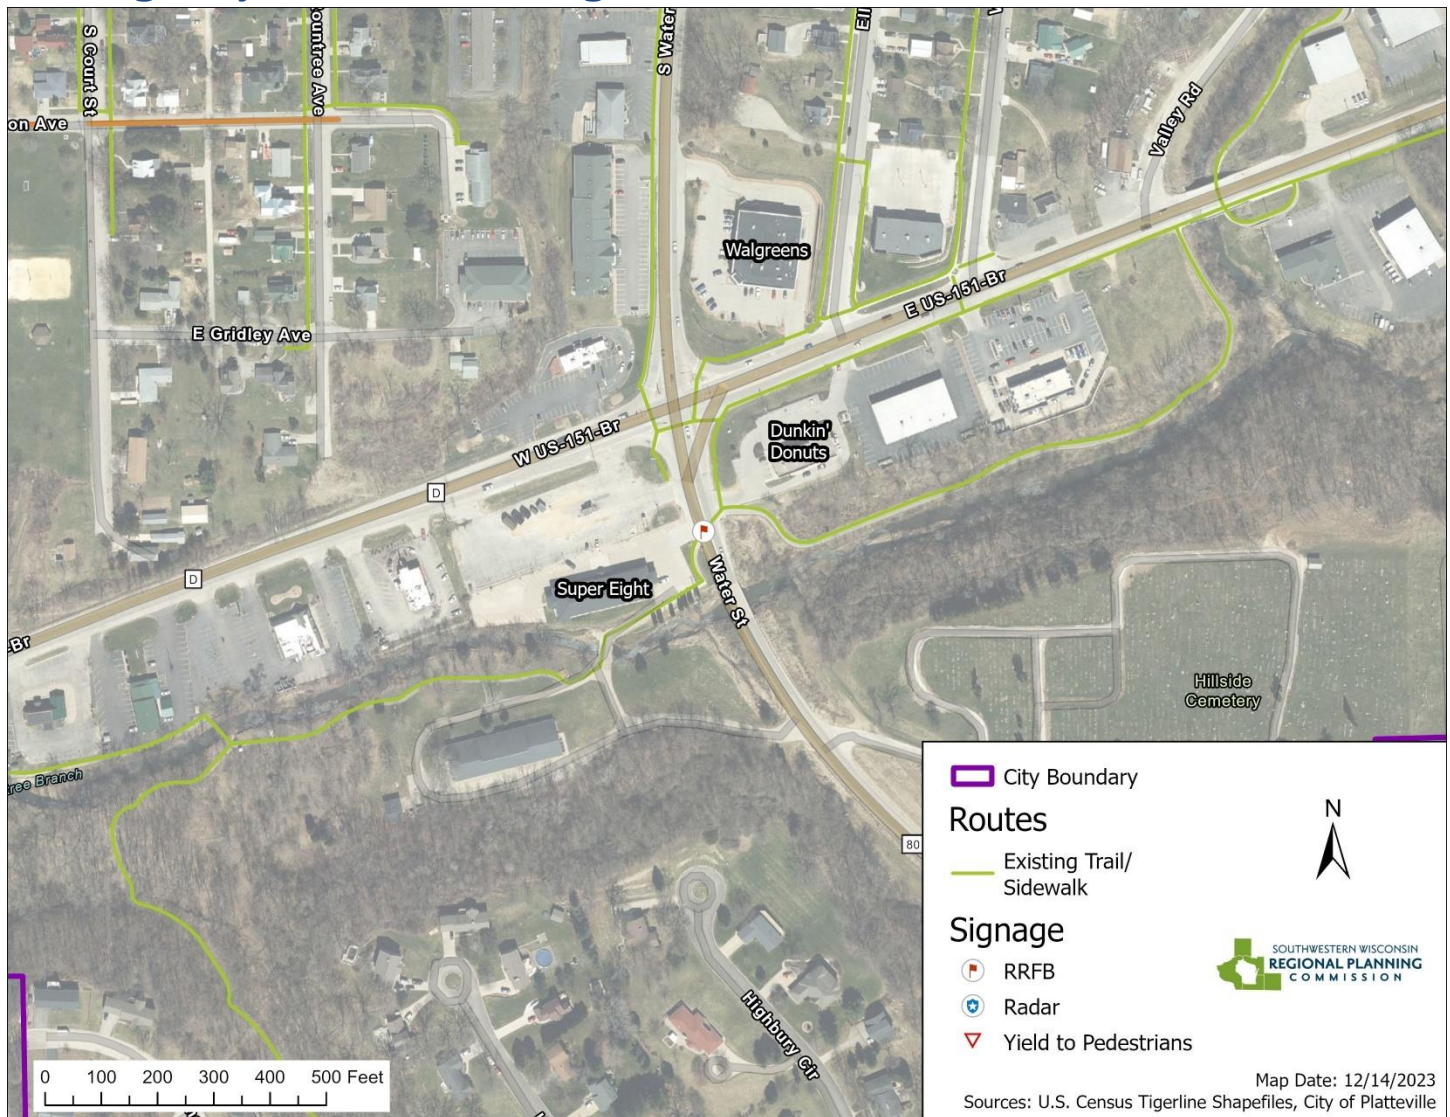 S Court St
ountree Ave
S Water
Ell
on Ave
Valley Rd
Walgreens
E Gridley Ave
E US-151-Br
W US-151-Br
Dunkin'
Donuts
D
D
Super Eight
Water St
-Br
Hillside
Cemetery
tree Branch
80
Highbury Cir
City Boundary
Routes
Existing Trail/
Sidewalk
N
Signage
RRFB
Radar
Yield to Pedestrians
SOUTHWESTERN WISCONSIN
REGIONAL PLANNING
COMMISSION
0 100 200 300 400 500 Feet
Map Date: 12/14/2023
Sources: U.S. Census Tigerline Shapefiles, City of Platteville